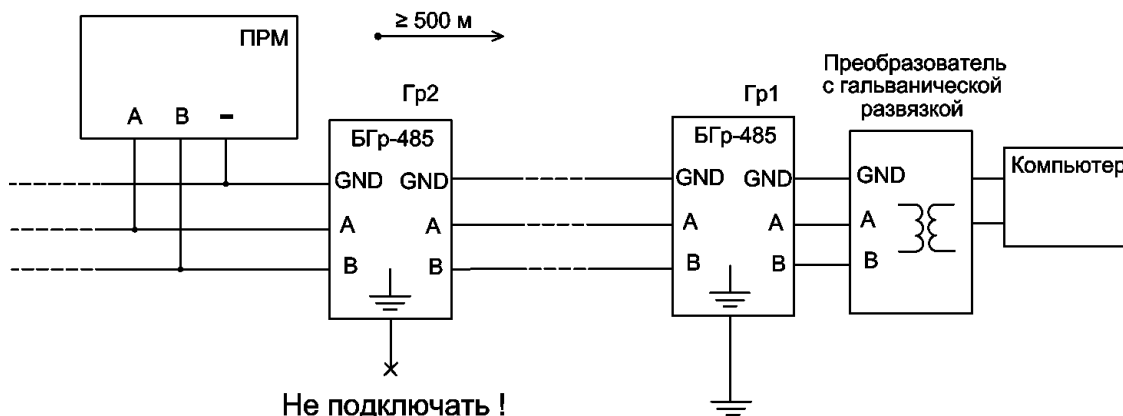 ПРМ
A B –
≥ 500 м
Гр2
БГр-485
GND GND
A A
B B
Не подключать !
Гр1
БГр-485
GND GND
A A
B B
Преобразователь
с гальванической
развязкой
GND
A
B
Компьютер